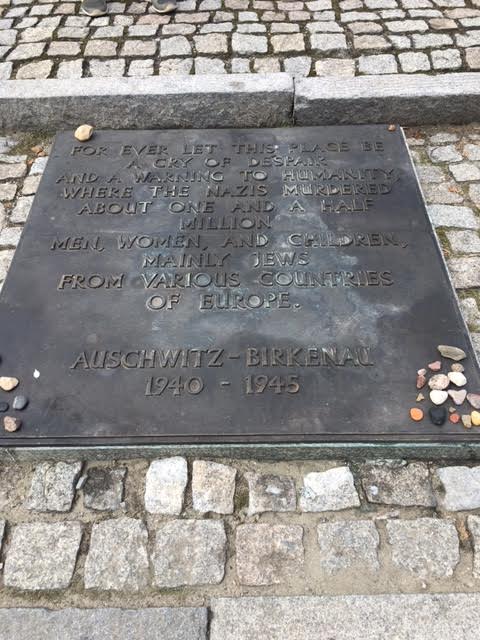 FOR EVER LET THIS PLACE BE
A CRY OF DESPAIR
AND A WARNING TO HUMANITY,
WHERE THE NAZIS MURDERED
ABOUT ONE AND A HALF
MILLION
MEN, WOMEN, AND CHILDREN,
MAINLY JEWS
FROM VARIOUS COUNTRIES
OF EUROPE.
AUSCHWITZ-BIRKENAU
1940 - 1945